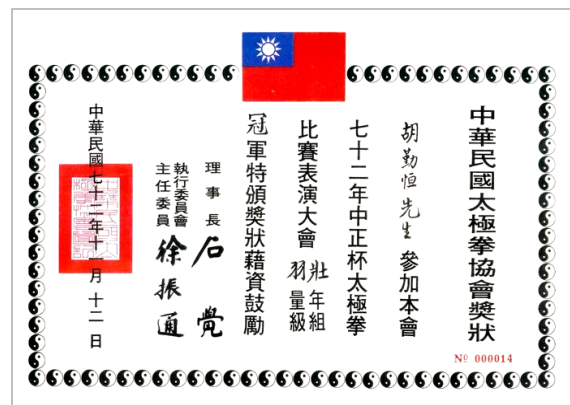 中華民國太極拳協會獎狀
胡勤恒先生參加本會
七十二年中正杯太極拳
比賽表演大會 壯年組
羽量級
冠軍特頒獎狀藉資鼓勵
理事長 石覺
執行委員會
主任委員 徐振通
中華民國七十二年十一月十二日
Nº 000014